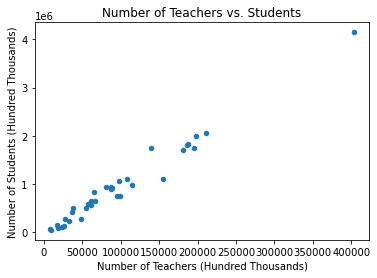 Number of Teachers vs. Students
1e6
4
3
2
1
0
Number of Students (Hundred Thousands)
0 50000 100000 150000 200000 250000 300000 350000 400000
Number of Teachers (Hundred Thousands)